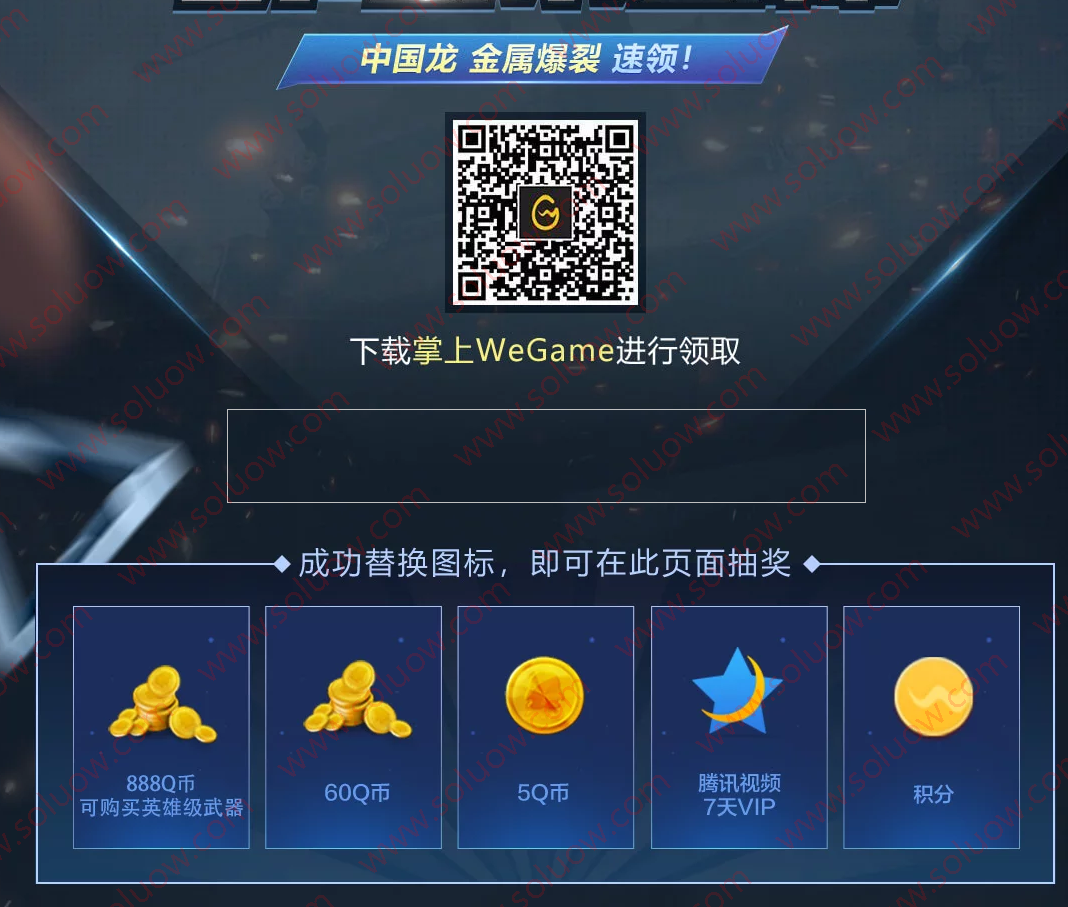 中国龙 金属爆裂 速领！
下载掌上WeGame进行领取
成功替换图标，即可在此页面抽奖
888Q币
可购买英雄级武器
60Q币
5Q币
腾讯视频
7天VIP
积分
www.soluow.com